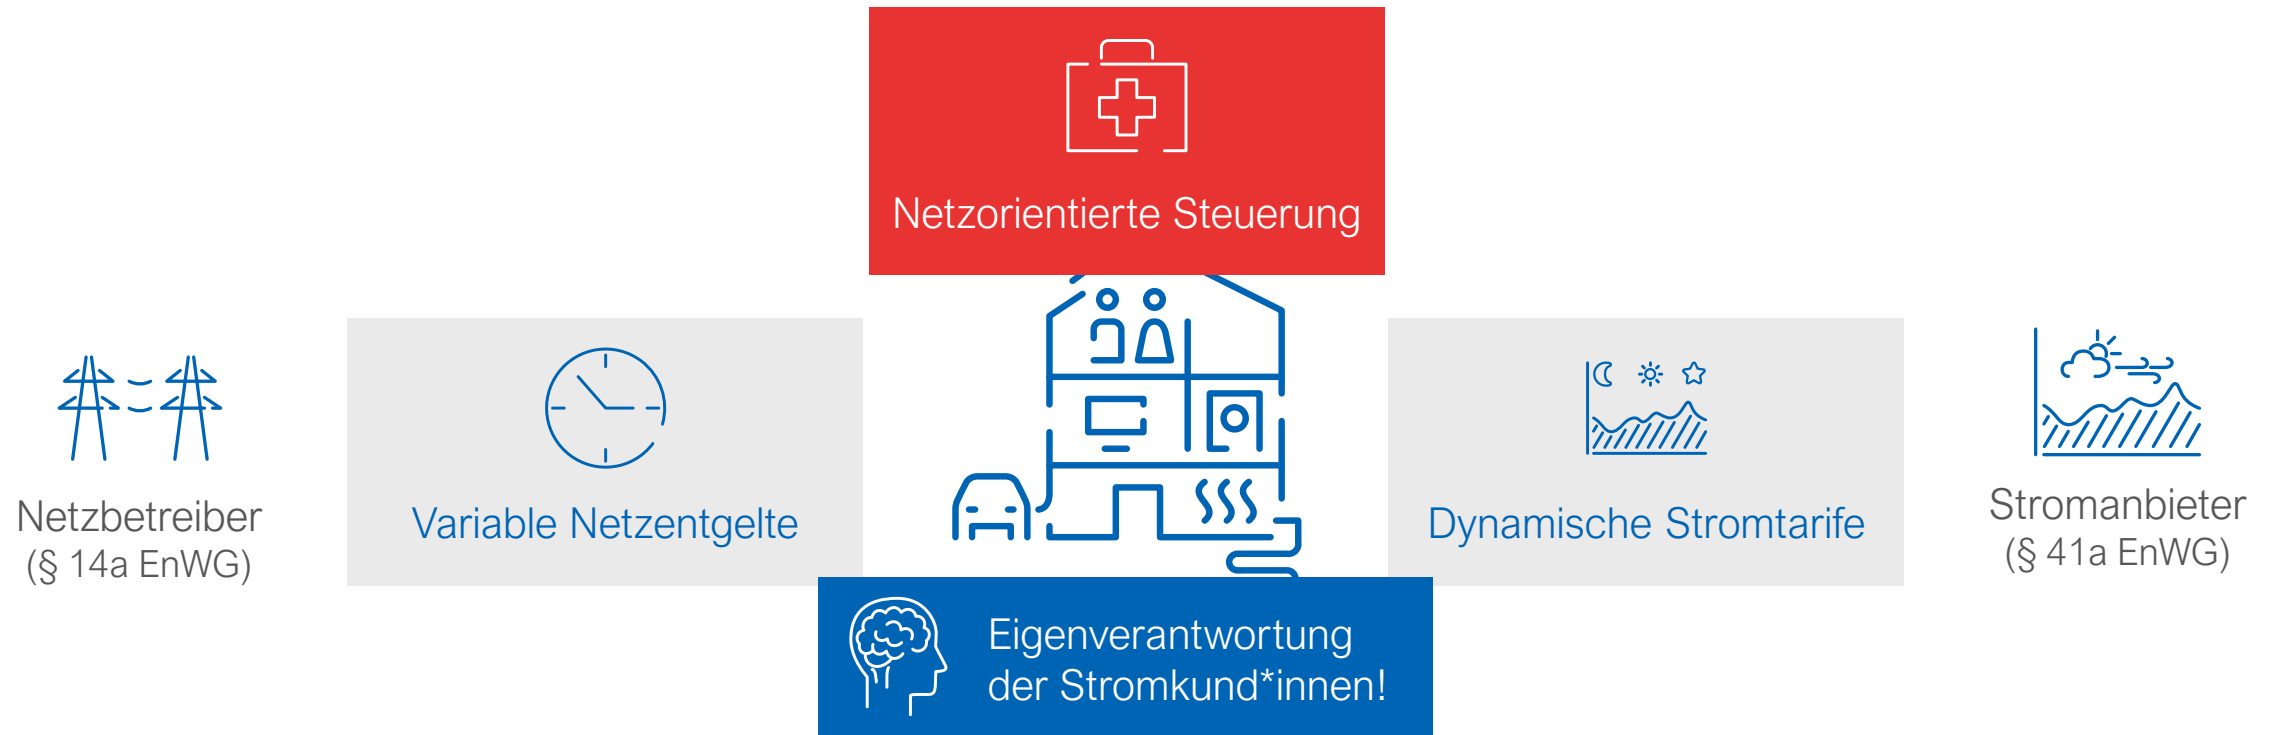 Netzorientierte Steuerung
Netzbetreiber
(§ 14a EnWG)
Variable Netzentgelte
Dynamische Stromtarife
Stromanbieter
(§ 41a EnWG)
Eigenverantwortung
der Stromkund*innen!